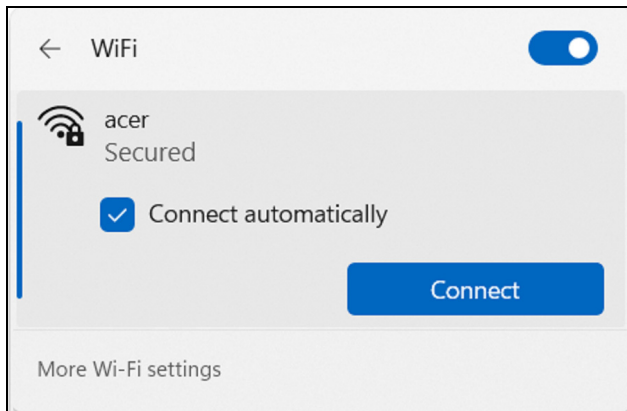 WiFi
acer
Secured
Connect automatically
Connect
More Wi-Fi settings